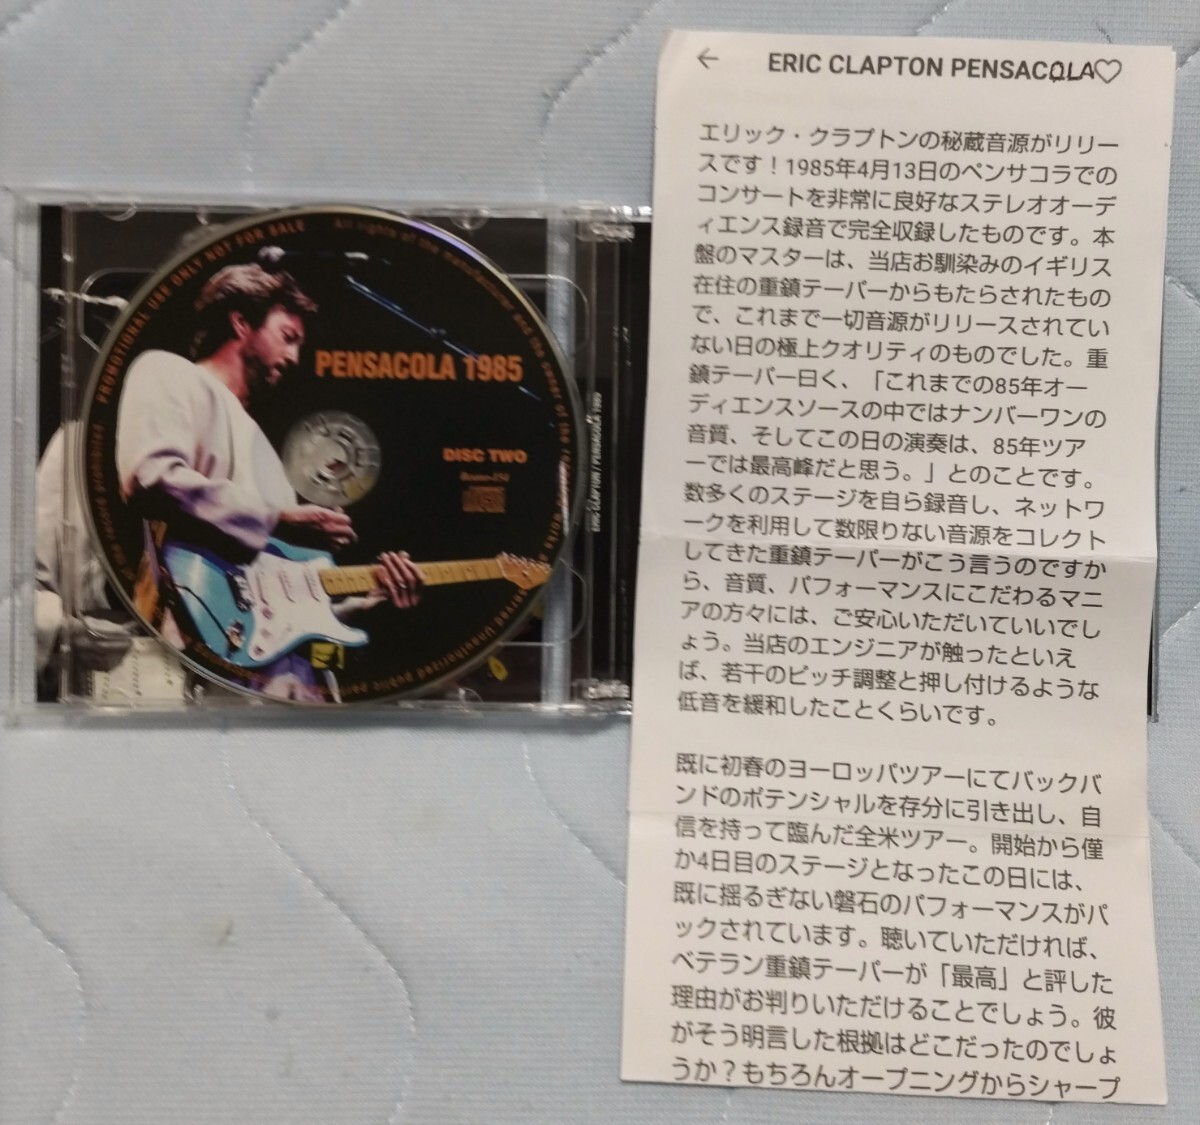 ERIC CLAPTON PENSACOLA♡
エリック・クラプトンの秘蔵音源がリリー
スです！1985年4月13日のペンサコラでの
コンサートを非常に良好なステレオオーデ
ィエンス録音で完全収録したものです。本
盤のマスターは、当店お馴染みのイギリス
在住の重鎮テーパーからもたらされたもの
で、これまで一切音源がリリースされてい
ない日の極上クオリティのものでした。重
鎮テーパー曰く、「これまでの85年オー
ディエンスソースの中ではナンバーワンの
音質、そしてこの日の演奏は、85年ツア
ーでは最高峰だと思う。」とのことです。
数多くのステージを自ら録音し、ネットワ
ークを利用して数限りない音源をコレクト
してきた重鎮テーパーがこう言うのですか
ら、音質、パフォーマンスにこだわるマニ
アの方々には、ご安心いただいていいでし
ょう。当店のエンジニアが触ったといえ
ば、若干のピッチ調整と押し付けるような
低音を緩和したことくらいです。
既に初春のヨーロッパツアーにてバックバ
ンドのポテンシャルを存分に引き出し、自
信を持って臨んだ全米ツアー。開始から僅
か4日目のステージとなったこの日には、
既に揺るぎない磐石のパフォーマンスがパ
ックされています。聴いていただければ、
ベテラン重鎮テーパーが「最高」と評した
理由がお判りいただけることでしょう。彼
がそう明言した根拠はどこだったのでしょ
うか？もちろんオープニングからシャープ
PENSACOLA 1985
DISC TWO
PROMOTIONAL USE ONLY NOT FOR SALE
All rights of the manufacturer and the owner of the
Unauthorized public
record prohibited
ERIC CLAPTON / PENSACOLA 1985